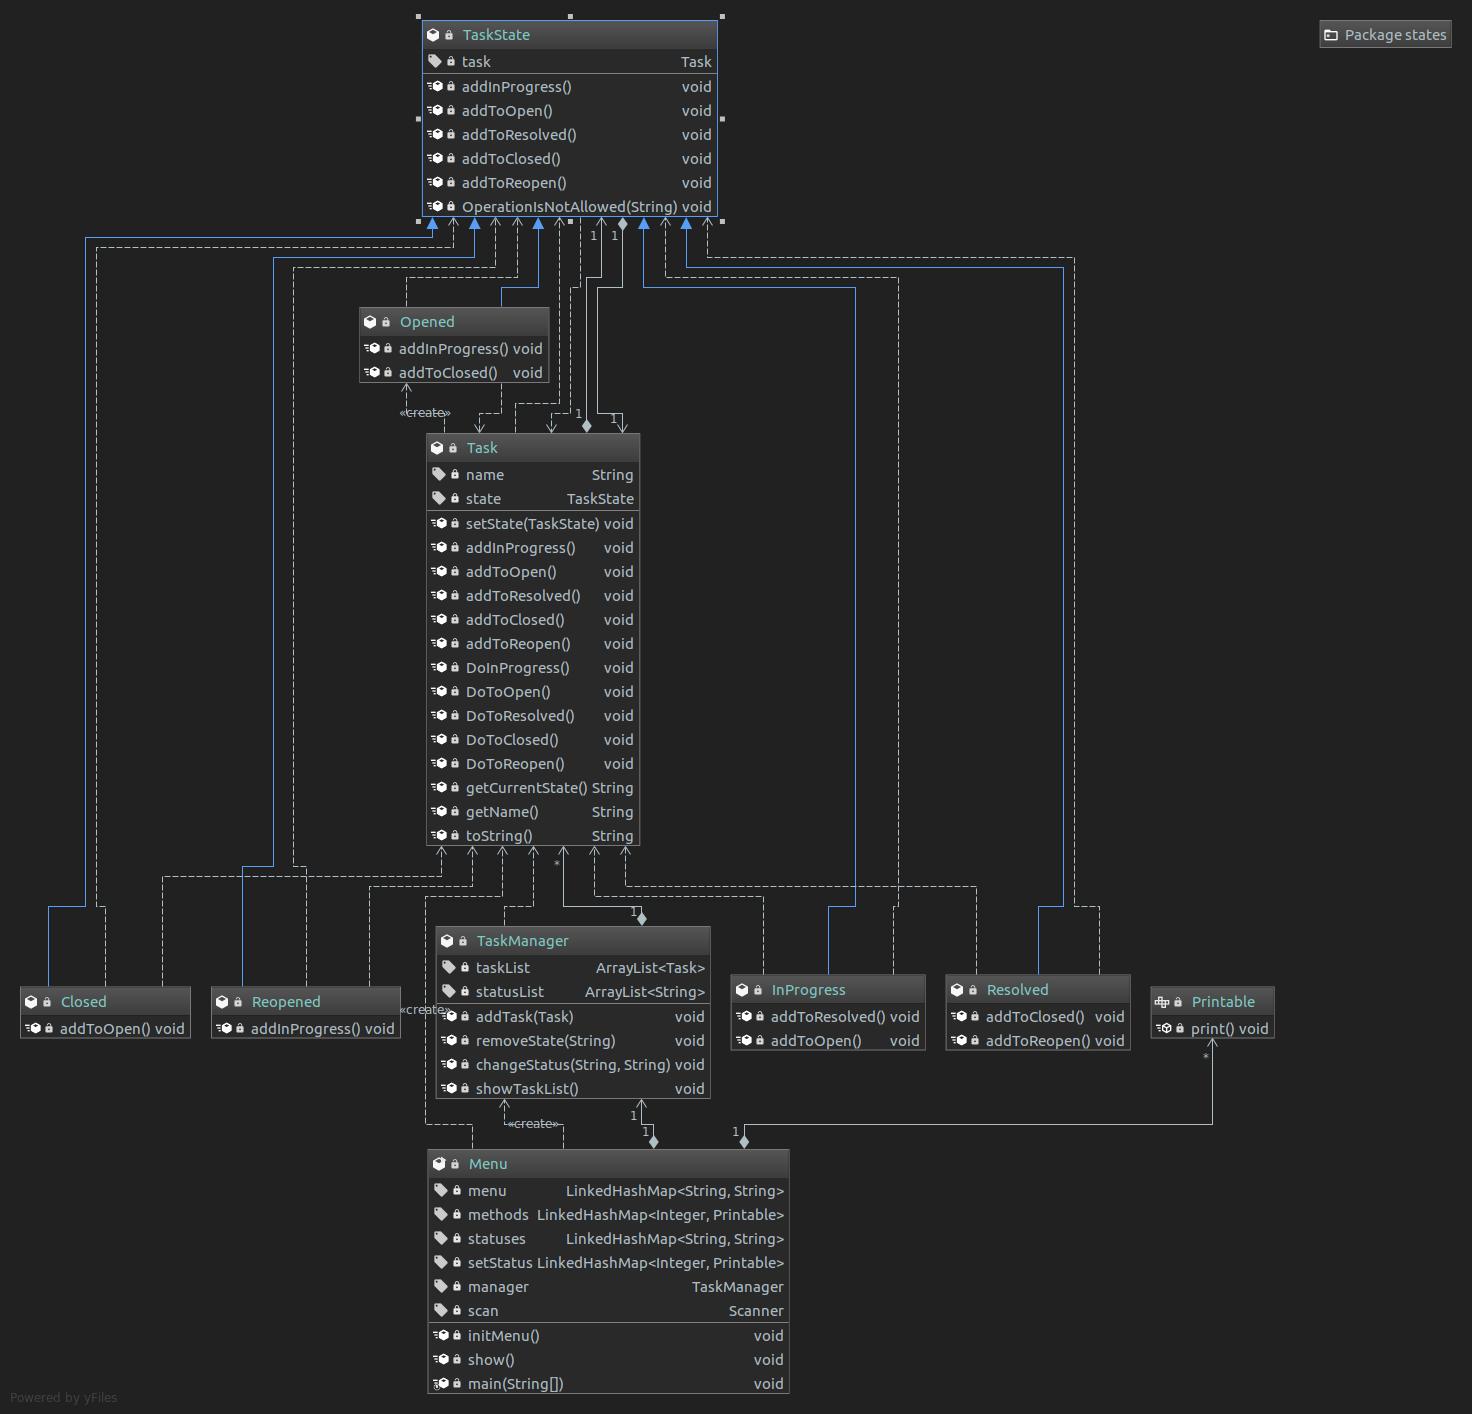 TaskState
task Task
addInProgress() void
addToOpen() void
addToResolved() void
addToClosed() void
addToReopen() void
OperationIsNotAllowed(String) void
Package states
1 1
Opened
addInProgress() void
addToClosed() void
«create»
1 1
Task
name String
state TaskState
setState(TaskState) void
addInProgress() void
addToOpen() void
addToResolved() void
addToClosed() void
addToReopen() void
DoInProgress() void
DoToOpen() void
DoToResolved() void
DoToClosed() void
DoToReopen() void
getCurrentState() String
getName() String
toString() String
*
1
Closed
addToOpen() void
Reopened
addInProgress() void
«create»
TaskManager
taskList ArrayList<Task>
statusList ArrayList<String>
addTask(Task) void
removeState(String) void
changeStatus(String, String) void
showTaskList() void
InProgress
addToResolved() void
addToOpen() void
Resolved
addToClosed() void
addToReopen() void
Printable
print() void
*
1
«create»
1 1
Menu
menu LinkedHashMap<String, String>
methods LinkedHashMap<Integer, Printable>
statuses LinkedHashMap<String, String>
setStatus LinkedHashMap<Integer, Printable>
manager TaskManager
scan Scanner
initMenu() void
show() void
main(String[]) void
Powered by yFiles